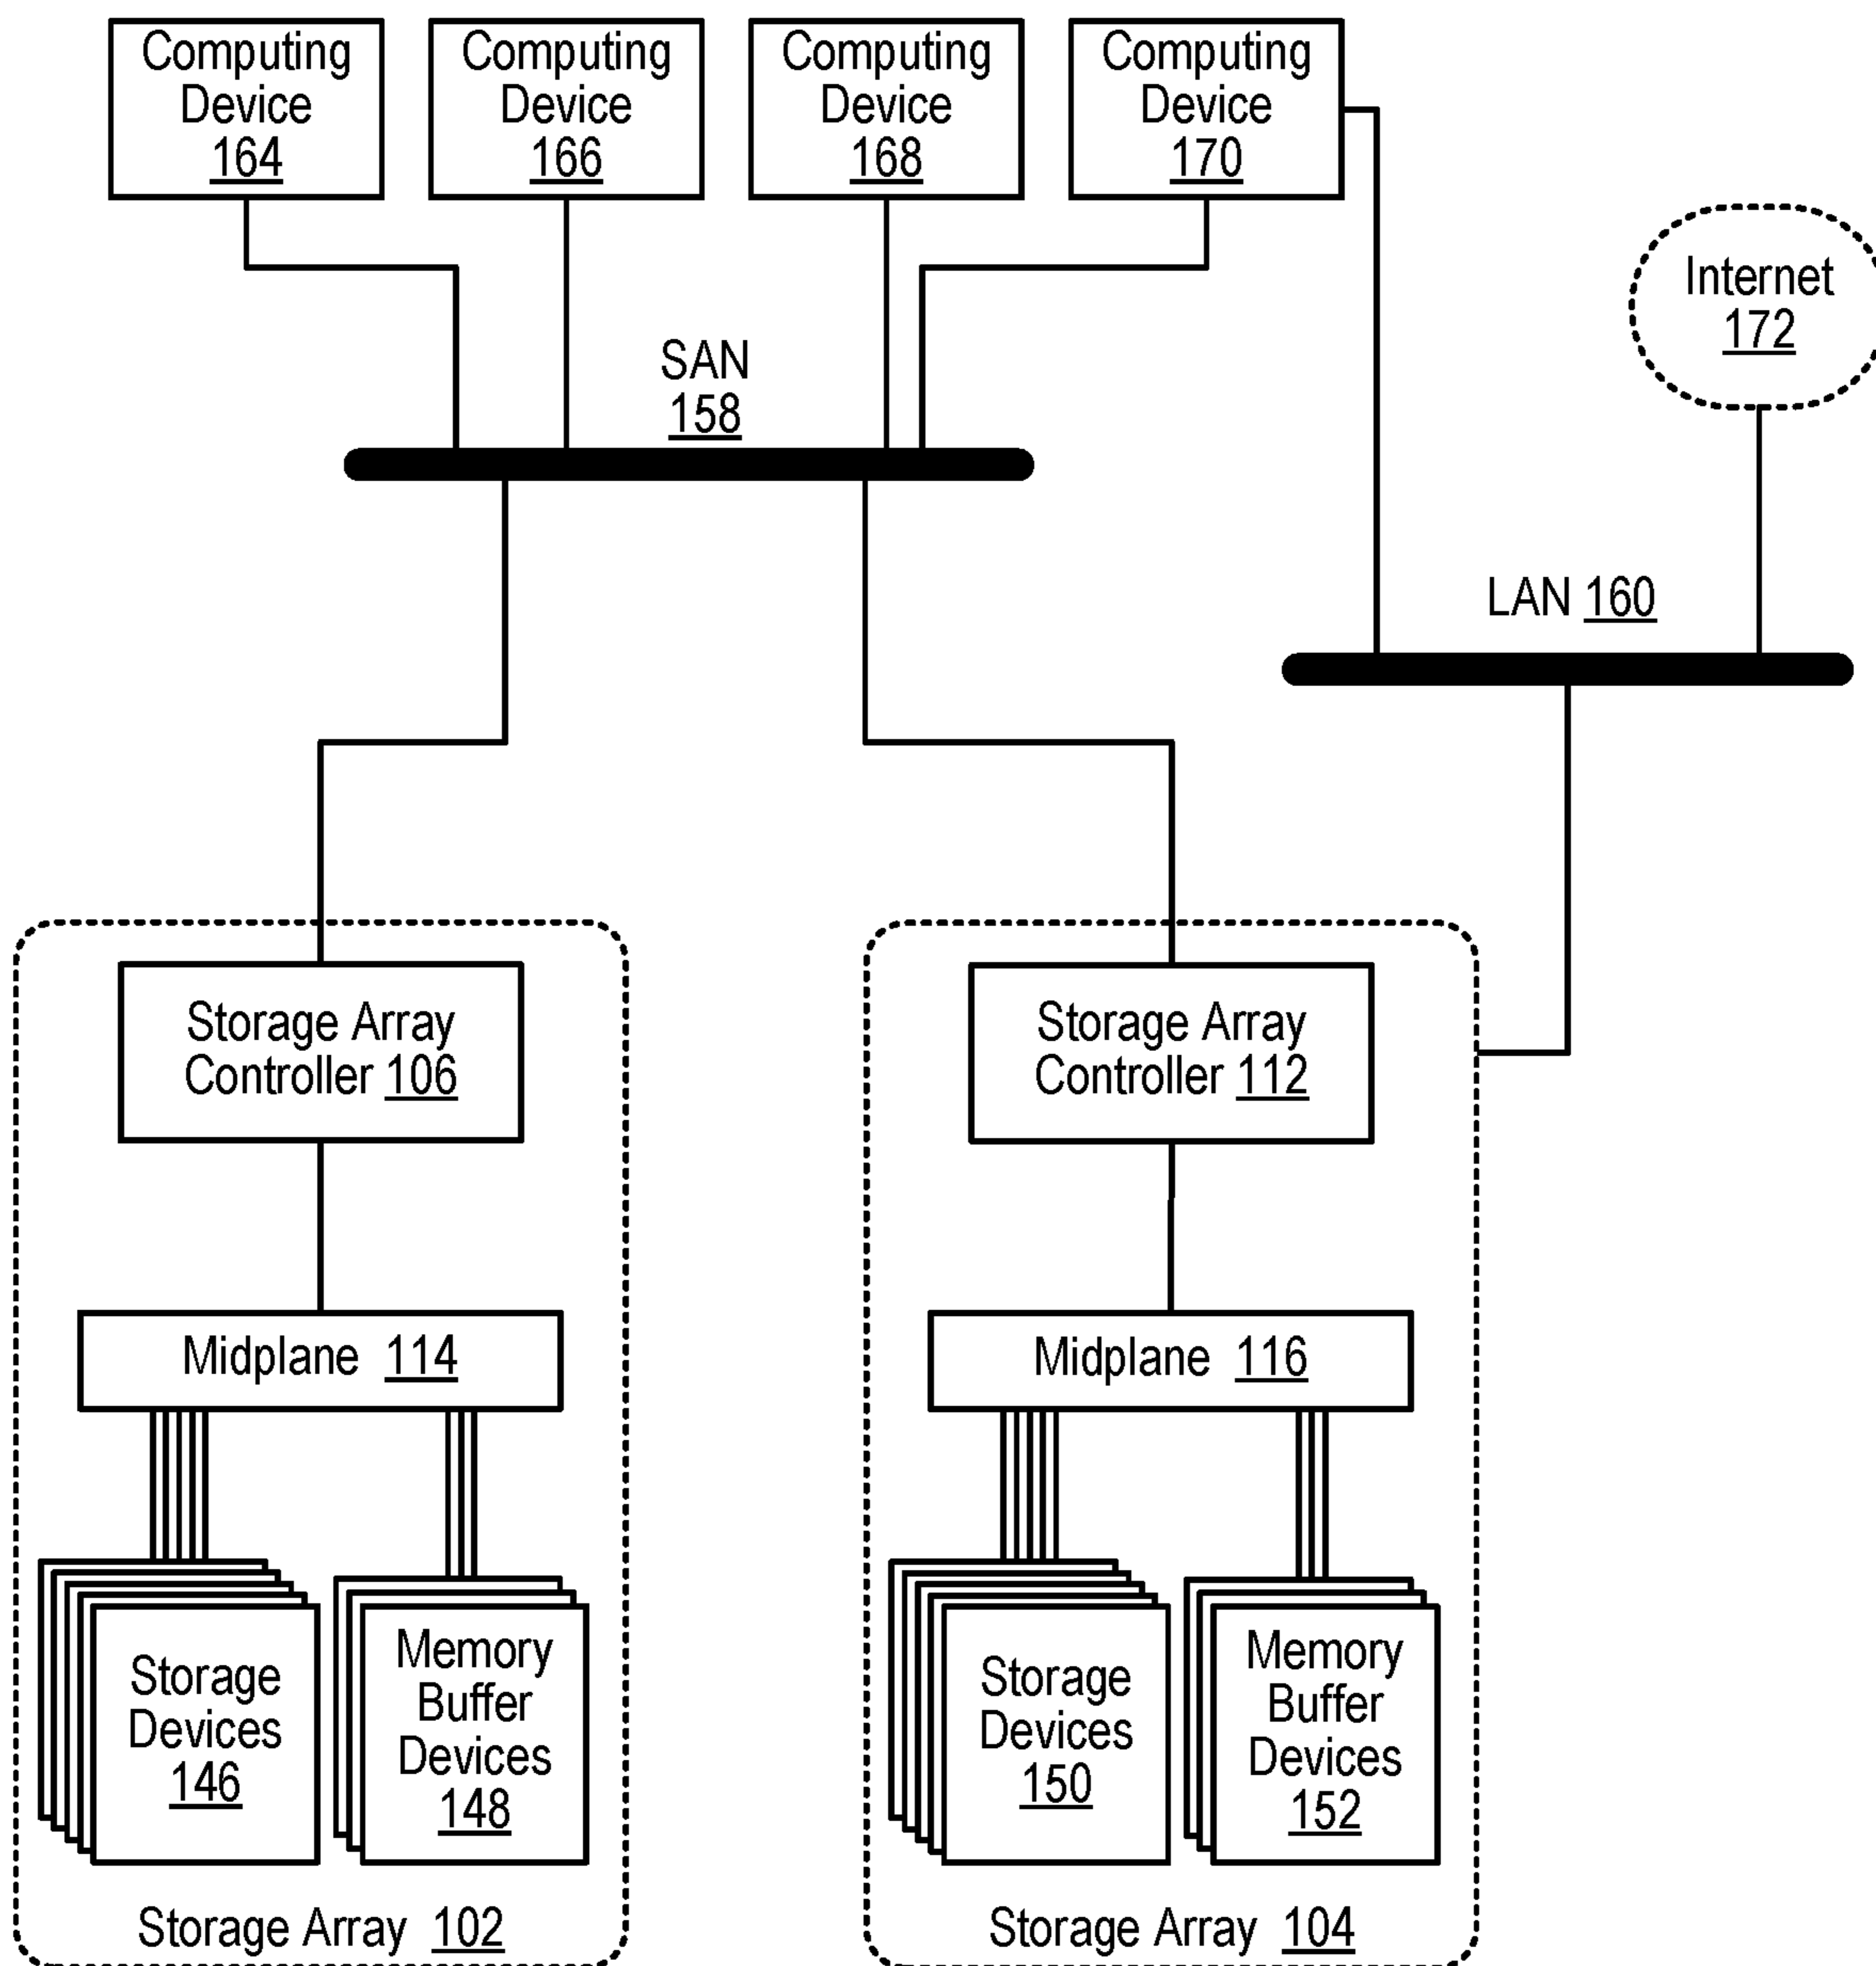 Computing
Device
164
Computing
Device
166
Computing
Device
168
Computing
Device
170
Internet
172
SAN
158
LAN 160
Storage Array
Controller 106
Storage Array
Controller 112
Midplane 114
Midplane 116
Storage
Devices
146
Memory
Buffer
Devices
148
Storage
Devices
150
Memory
Buffer
Devices
152
Storage Array 102
Storage Array 104